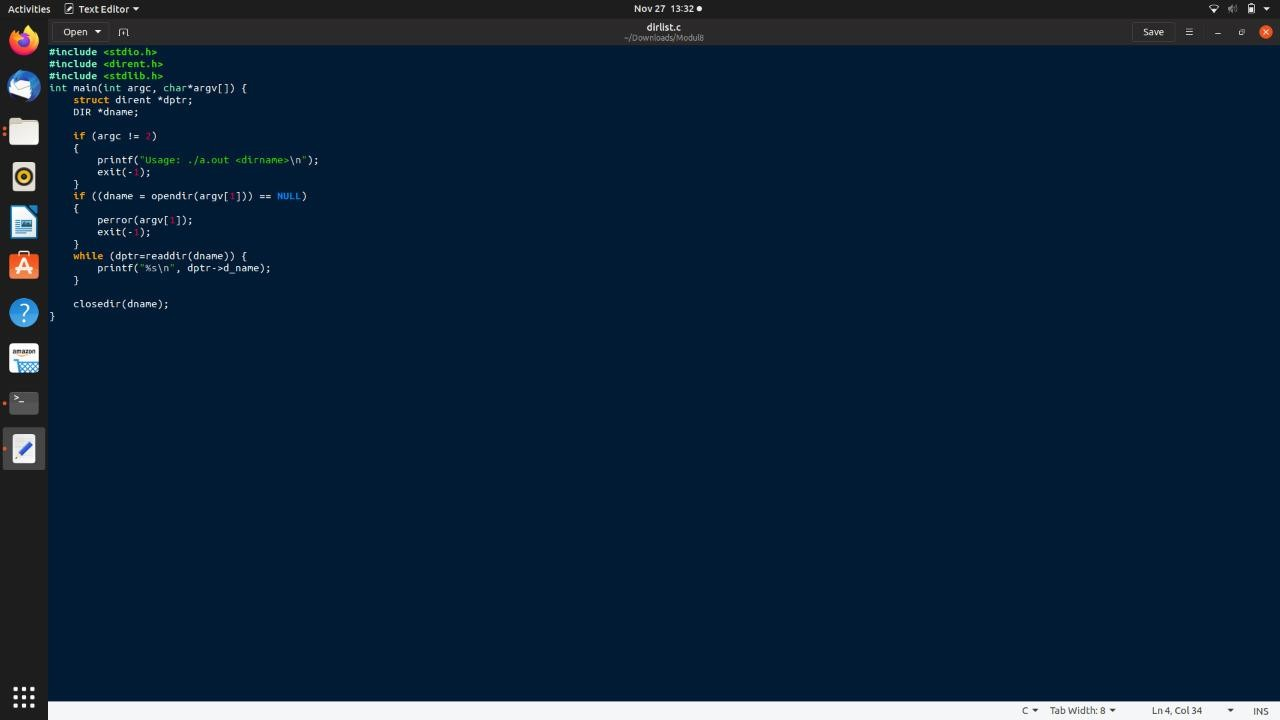 Activities
Text Editor
Nov 27 13:32
Open
dirlist.c
~/Downloads/Modul8
Save
#include <stdio.h>
#include <dirent.h>
#include <stdlib.h>
int main(int argc, char*argv[]) {
    struct dirent *dptr;
    DIR *dname;
    if (argc != 2)
    {
        printf("Usage: ./a.out <dirname>\n");
        exit(-1);
    }
    if ((dname = opendir(argv[1])) == NULL)
    {
        perror(argv[1]);
        exit(-1);
    }
    while (dptr=readdir(dname)) {
        printf("%s\n", dptr->d_name);
    }
    closedir(dname);
}
amazon
>_
C
Tab Width: 8
Ln 4, Col 34
INS